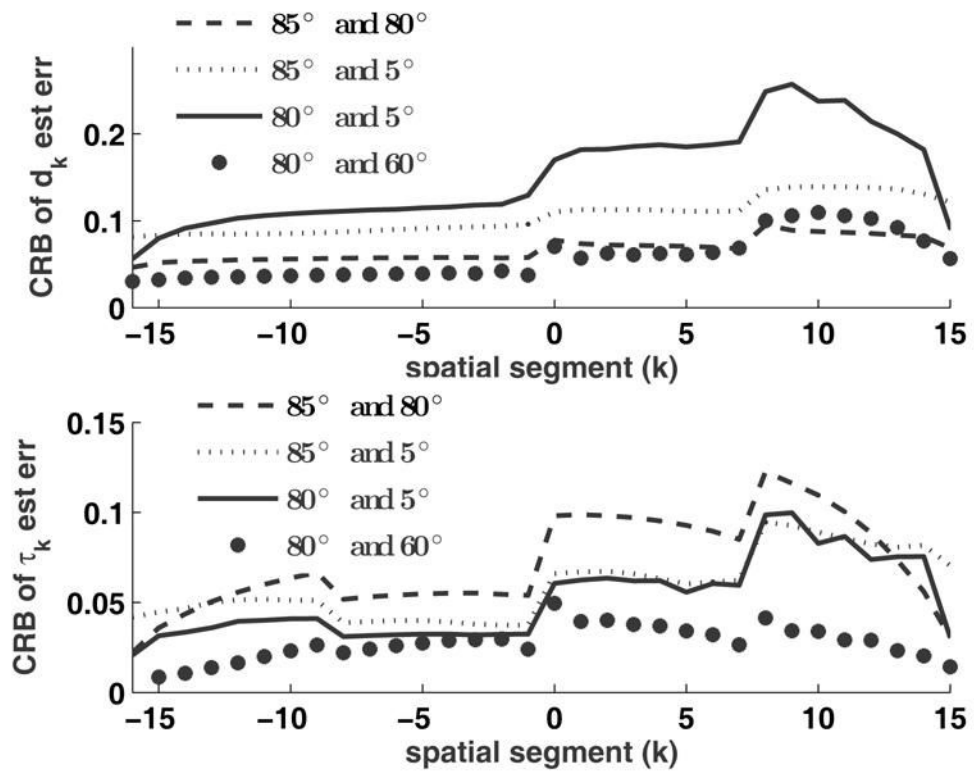 85° and 80°
85° and 5°
80° and 5°
80° and 60°
CRB of d_k est err
0.2
0.1
0
−15 −10 −5 0 5 10 15
spatial segment (k)
85° and 80°
85° and 5°
80° and 5°
80° and 60°
CRB of τ_k est err
0.15
0.1
0.05
0
−15 −10 −5 0 5 10 15
spatial segment (k)